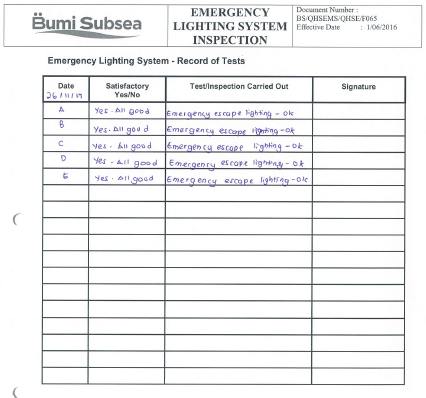 Bumi Subsea
EMERGENCY
LIGHTING SYSTEM
INSPECTION
Document Number :
BS/QHSEMS/QHSE/F065
Effective Date : 1/06/2016
Emergency Lighting System - Record of Tests
Date Satisfactory Yes/No Test/Inspection Carried Out Signature
26/11/17
A Yes. All good Emergency escape lighting - Ok
B Yes. All good Emergency escape lighting - Ok
C Yes. All good Emergency escape lighting - Ok
D Yes. All good Emergency escape lighting - Ok
E Yes. All good Emergency escape lighting - Ok